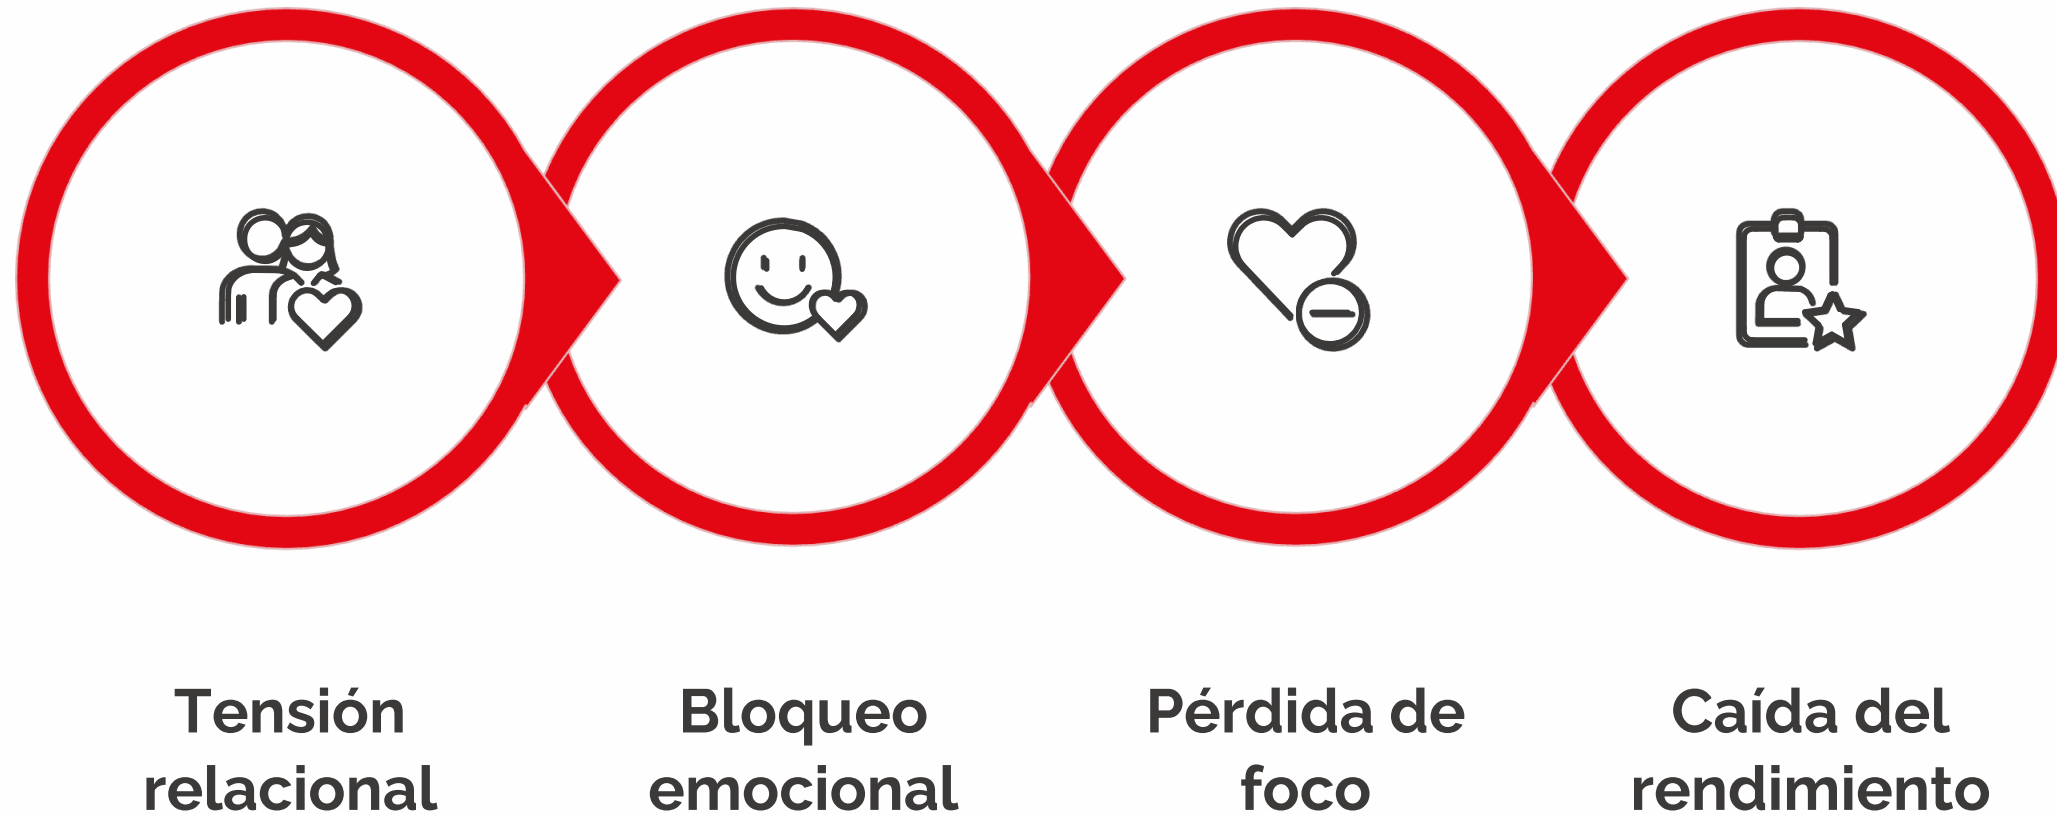 Tensión
relacional
Bloqueo
emocional
Pérdida de
foco
Caída del
rendimiento